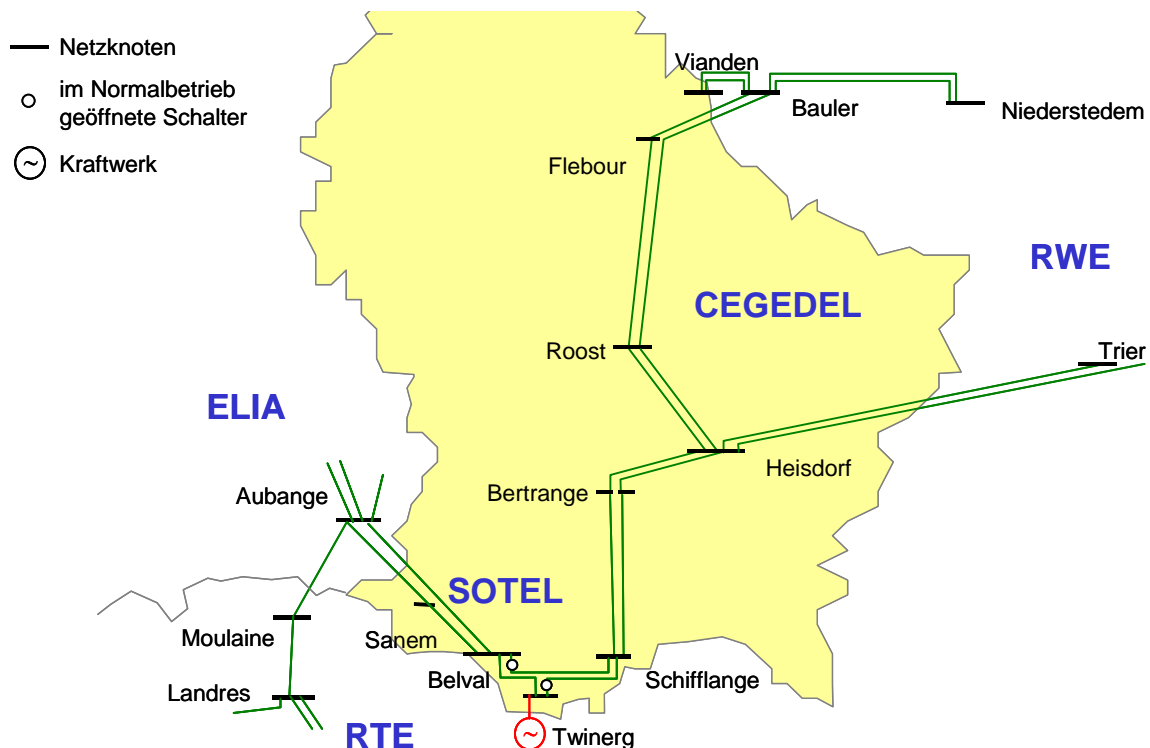 Netzknoten
im Normalbetrieb
geöffnete Schalter
~ Kraftwerk
Vianden
Bauler
Niederstedem
Flebour
RWE
CEGEDEL
Roost
Trier
ELIA
Heisdorf
Bertrange
Aubange
SOTEL
Moulaine
Sanem
Belval
Schifflange
Landres
RTE
~ Twinerg